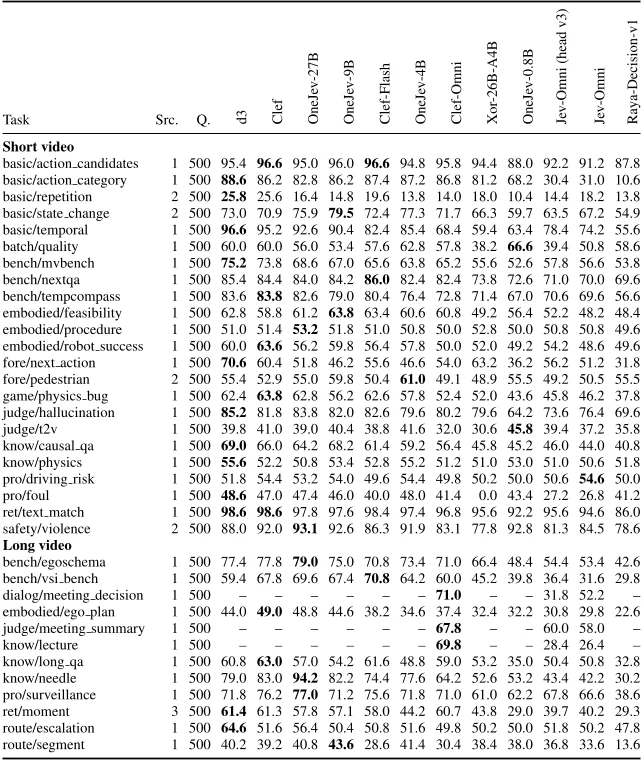 Task Src. Q. d3 Clef OneJev-27B OneJev-9B Clef-Flash OneJev-4B Clef-Omni Xor-26B-A4B OneJev-0.8B Jev-Omni (head v3) Jev-Omni Raya-Decision-v1
Short video
basic/action_candidates 1 500 95.4 96.6 95.0 96.0 96.6 94.8 95.8 94.4 88.0 92.2 91.2 87.8
basic/action_category 1 500 88.6 86.2 82.8 86.2 87.4 87.2 86.8 81.2 68.2 30.4 31.0 10.6
basic/repetition 2 500 25.8 25.6 16.4 14.8 19.6 13.8 14.0 18.0 10.4 14.4 18.2 13.8
basic/state_change 2 500 73.0 70.9 75.9 79.5 72.4 77.3 71.7 66.3 59.7 63.5 67.2 54.9
basic/temporal 1 500 96.6 95.2 92.6 90.4 82.4 85.4 68.4 59.4 63.4 78.4 74.2 55.6
batch/quality 1 500 60.0 60.0 56.0 53.4 57.6 62.8 57.8 38.2 66.6 39.4 50.8 58.6
bench/mvbench 1 500 75.2 73.8 68.6 67.0 65.6 63.8 65.2 55.6 52.6 57.8 56.6 53.8
bench/nextqa 1 500 85.4 84.4 84.0 84.2 86.0 82.4 82.4 73.8 72.6 71.0 70.0 69.6
bench/tempcompass 1 500 83.6 83.8 82.6 79.0 80.4 76.4 72.8 71.4 67.0 70.6 69.6 56.6
embodied/feasibility 1 500 62.8 58.8 61.2 63.8 63.4 60.6 60.8 49.2 56.4 52.2 48.2 48.4
embodied/procedure 1 500 51.0 51.4 53.2 51.8 51.0 50.8 50.0 52.8 50.0 50.8 50.8 49.6
embodied/robot_success 1 500 60.0 63.6 56.2 59.8 56.4 57.8 50.0 52.0 49.2 54.2 48.6 49.6
fore/next_action 1 500 70.6 60.4 51.8 46.2 55.6 46.6 54.0 63.2 36.2 56.2 51.2 31.8
fore/pedestrian 2 500 55.4 52.9 55.0 59.8 50.4 61.0 49.1 48.9 55.5 49.2 50.5 55.5
game/physics_bug 1 500 62.4 63.8 62.8 56.2 62.6 57.8 52.4 52.0 43.6 45.8 46.2 37.8
judge/hallucination 1 500 85.2 81.8 83.8 82.0 82.6 79.6 80.2 79.6 64.2 73.6 76.4 69.6
judge/t2v 1 500 39.8 41.0 39.0 40.4 38.8 41.6 32.0 30.6 45.8 39.4 37.2 35.8
know/causal_qa 1 500 69.0 66.0 64.2 68.2 61.4 59.2 56.4 45.8 45.2 46.0 44.0 40.8
know/physics 1 500 55.6 52.2 50.8 53.4 52.8 55.2 51.2 51.0 53.0 51.0 50.6 51.8
pro/driving_risk 1 500 51.8 54.4 53.2 54.0 49.6 54.4 49.8 50.2 50.0 50.6 54.6 50.0
pro/foul 1 500 48.6 47.0 47.4 46.0 40.0 48.0 41.4 0.0 43.4 27.2 26.8 41.2
ret/text_match 1 500 98.6 98.6 97.8 97.6 98.4 97.4 96.8 95.6 92.2 95.6 94.6 86.0
safety/violence 2 500 88.0 92.0 93.1 92.6 86.3 91.9 83.1 77.8 92.8 81.3 84.5 78.6
Long video
bench/egoschema 1 500 77.4 77.8 79.0 75.0 70.8 73.4 71.0 66.4 48.4 54.4 53.4 42.6
bench/vsi_bench 1 500 59.4 67.8 69.6 67.4 70.8 64.2 60.0 45.2 39.8 36.4 31.6 29.8
dialog/meeting_decision 1 500 – – – – – – 71.0 – – 31.8 52.2 –
embodied/ego_plan 1 500 44.0 49.0 48.8 44.6 38.2 34.6 37.4 32.4 32.2 30.8 29.8 22.6
judge/meeting_summary 1 500 – – – – – – 67.8 – – 60.0 58.0 –
know/lecture 1 500 – – – – – – 69.8 – – 28.4 26.4 –
know/long_qa 1 500 60.8 63.0 57.0 54.2 61.6 48.8 59.0 53.2 35.0 50.4 50.8 32.8
know/needle 1 500 79.0 83.0 94.2 82.2 74.4 77.6 64.2 52.6 53.2 43.4 42.2 30.2
pro/surveillance 1 500 71.8 76.2 77.0 71.2 75.6 71.8 71.0 61.0 62.2 67.8 66.6 38.6
ret/moment 3 500 61.4 61.3 57.8 57.1 58.0 44.2 60.7 43.8 29.0 39.7 40.2 29.3
route/escalation 1 500 64.6 51.6 56.4 50.4 50.8 51.6 49.8 50.2 50.0 51.8 50.2 47.8
route/segment 1 500 40.2 39.2 40.8 43.6 28.6 41.4 30.4 38.4 38.0 36.8 33.6 13.6